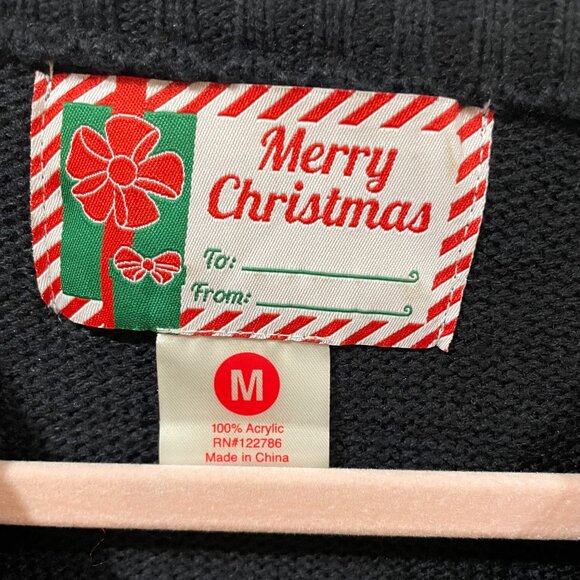 Merry
Christmas
To:
From:
M
100% Acrylic
RN#122786
Made in China